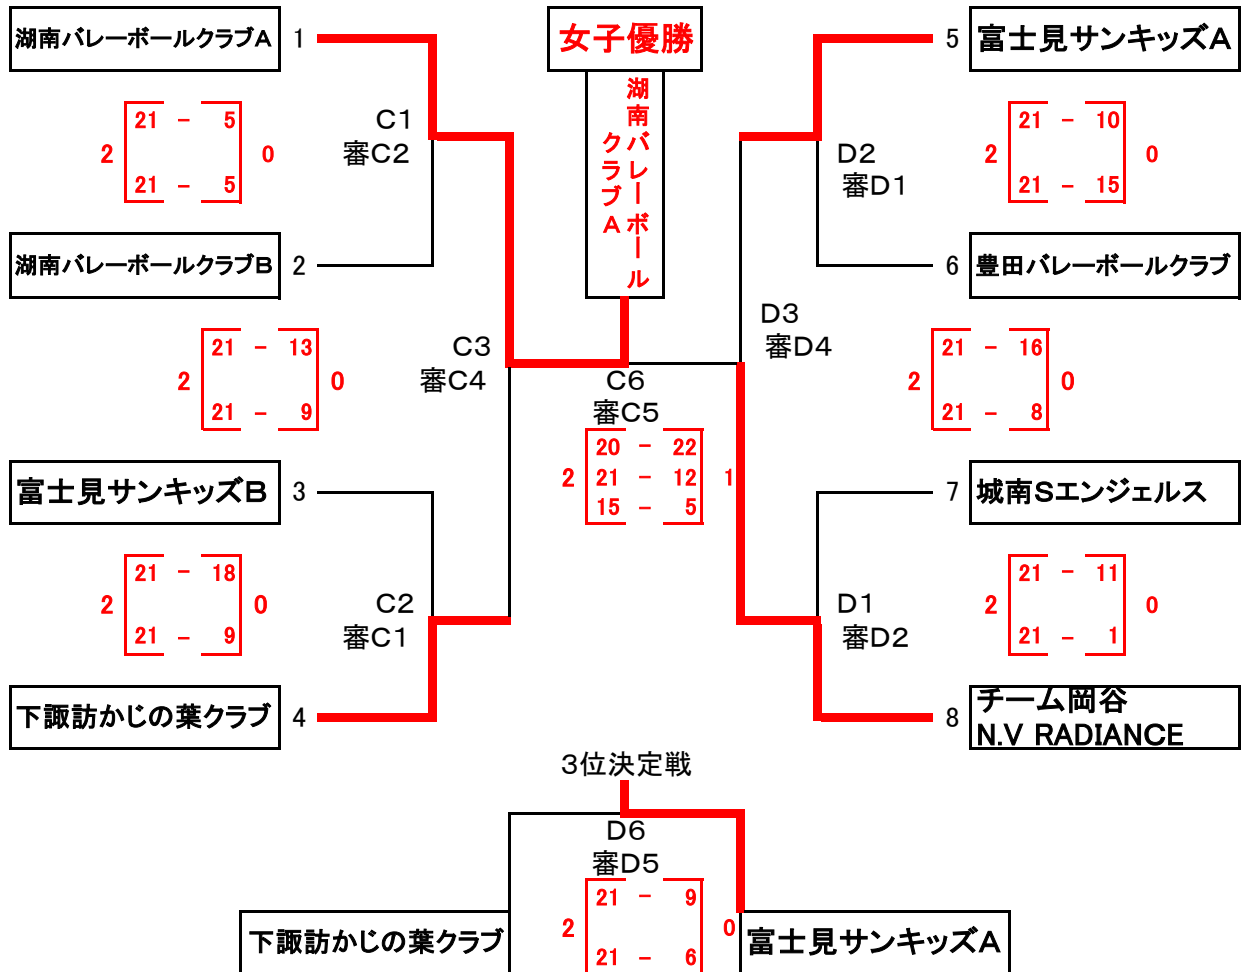 湖南バレーボールクラブA 1
女子優勝
5 富士見サンキッズA
湖南バレーボール
クラブA
C1
審C2
21 - 5
2 0
21 - 5
D2
審D1
21 - 10
2 0
21 - 15
湖南バレーボールクラブB 2
6 豊田バレーボールクラブ
C3
審C4
21 - 13
2 0
21 - 9
D3
審D4
21 - 16
2 0
21 - 8
C6
審C5
20 - 22
2 21 - 12 1
15 - 5
富士見サンキッズB 3
7 城南Sエンジェルス
C2
審C1
21 - 18
2 0
21 - 9
D1
審D2
21 - 11
2 0
21 - 1
下諏訪かじの葉クラブ 4
8 チーム岡谷
N.V RADIANCE
3位決定戦
D6
審D5
21 - 9
2 0
21 - 6
下諏訪かじの葉クラブ
富士見サンキッズA